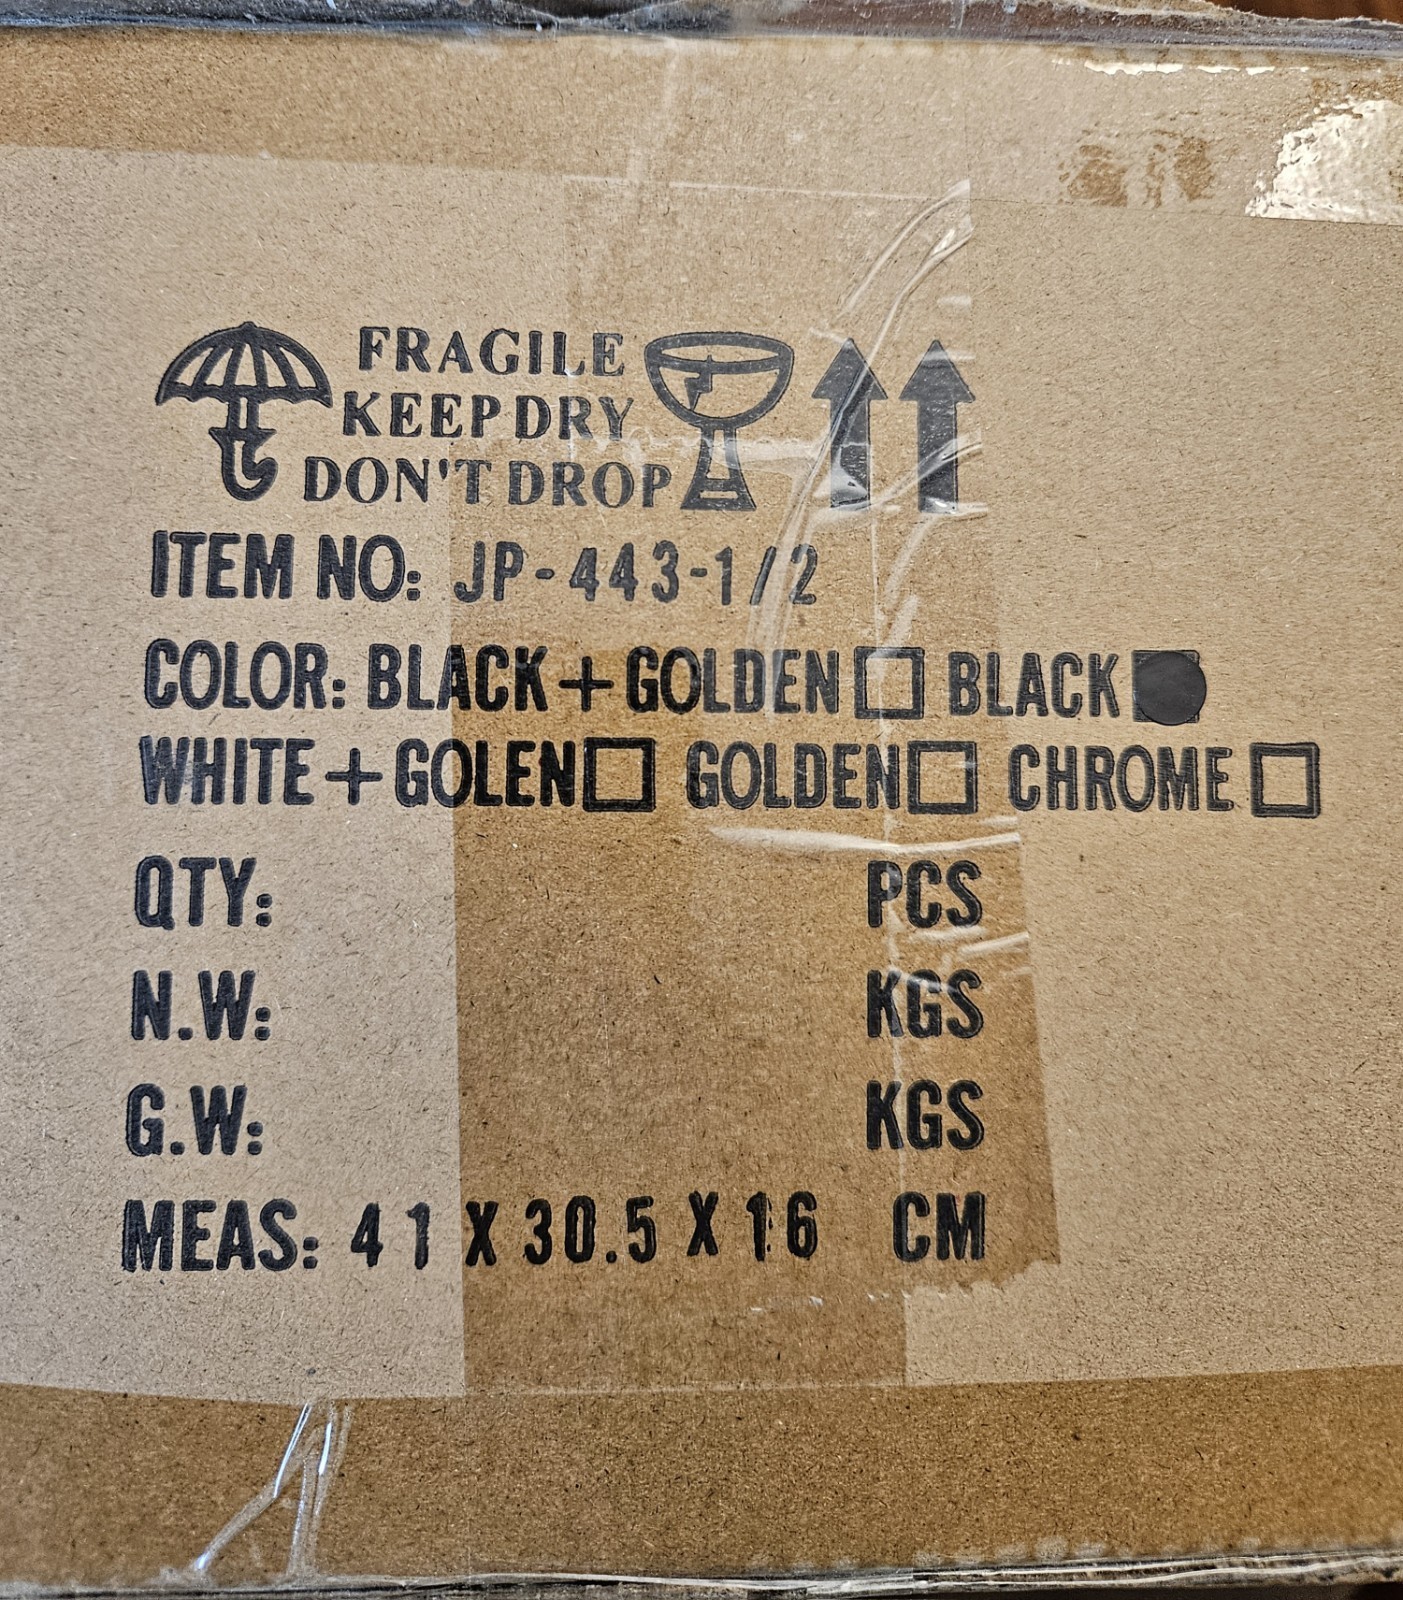 FRAGILE
KEEP DRY
DON'T DROP
ITEM NO: JP-443-1/2
COLOR: BLACK+GOLDEN BLACK
WHITE+GOLEN GOLDEN CHROME
QTY: PCS
N.W: KGS
G.W: KGS
MEAS: 41 X 30.5 X 16 CM